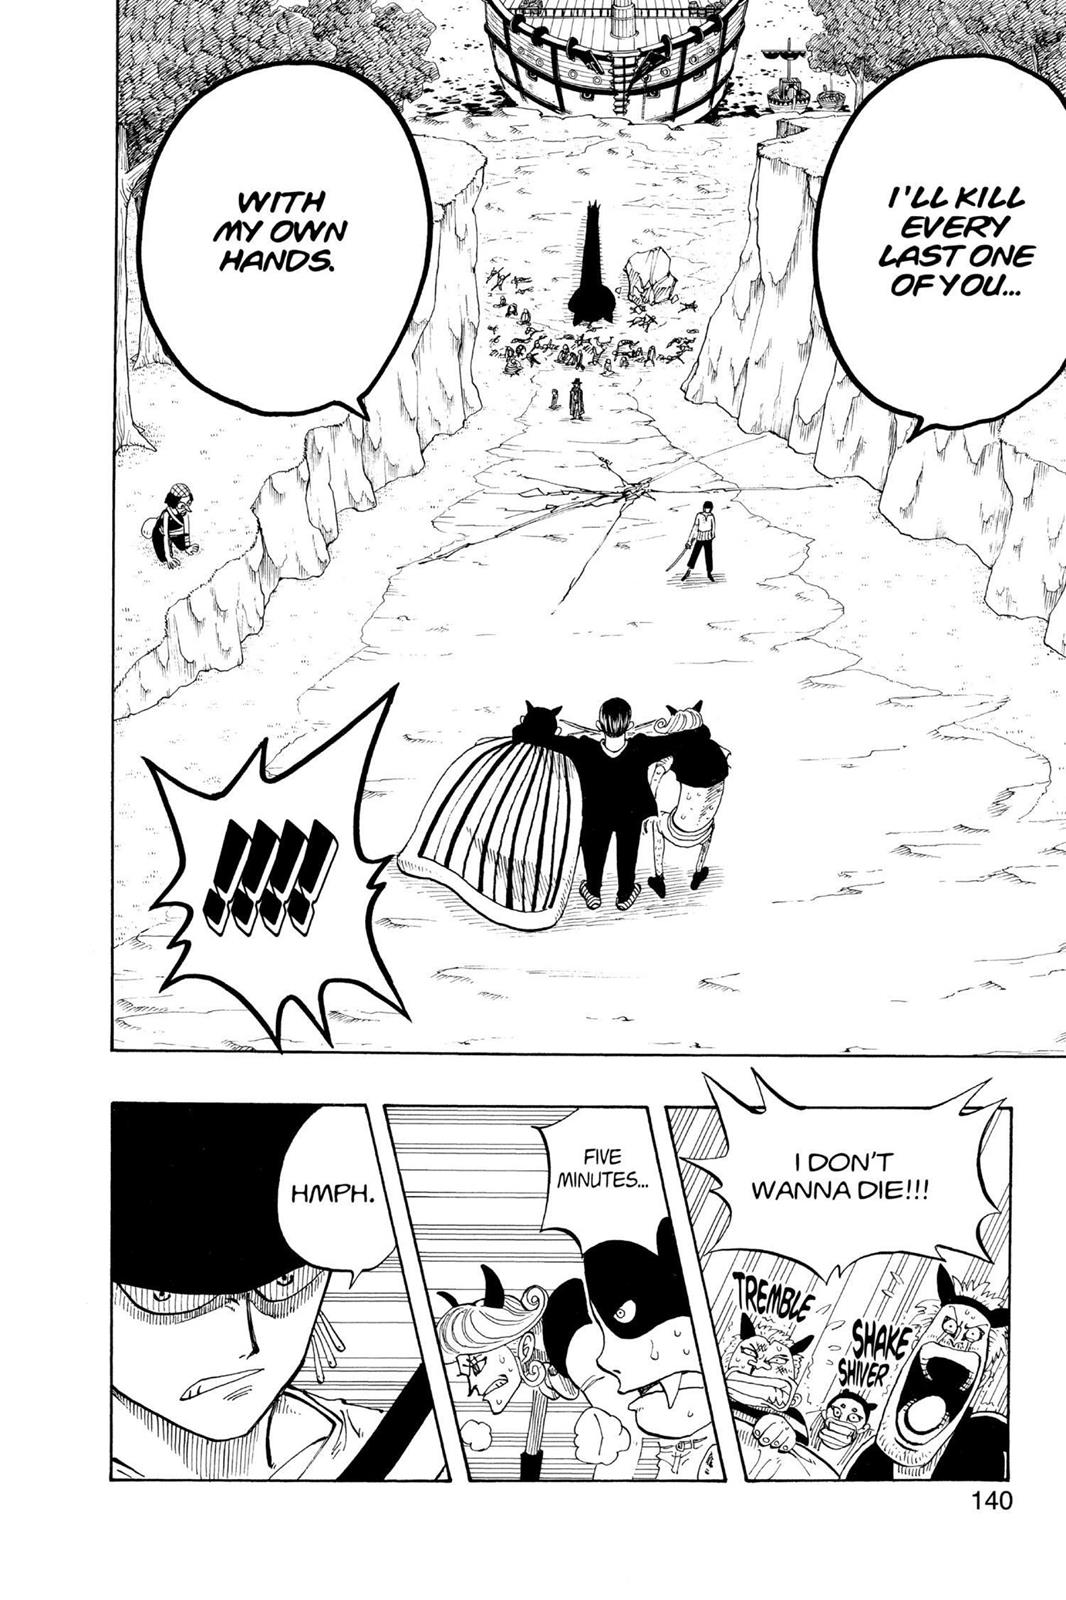 I'LL KILL
EVERY
LAST ONE
OF YOU...
WITH
MY OWN
HANDS.
!!!!
I DON'T
WANNA DIE!!!
TREMBLE
SHAKE
SHIVER
FIVE
MINUTES...
HMPH.
140